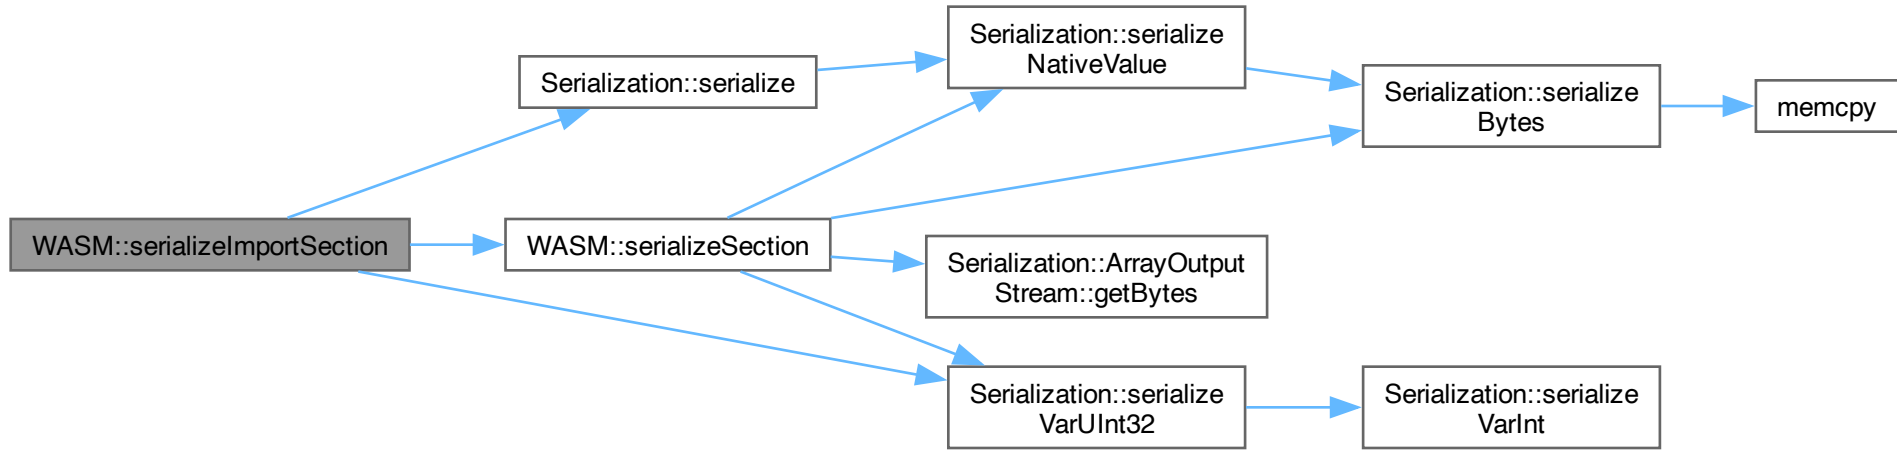 WASM::serializeImportSection
Serialization::serialize
WASM::serializeSection
Serialization::serialize
NativeValue
Serialization::ArrayOutput
Stream::getBytes
Serialization::serialize
VarUInt32
Serialization::serialize
Bytes
Serialization::serialize
VarInt
memcpy